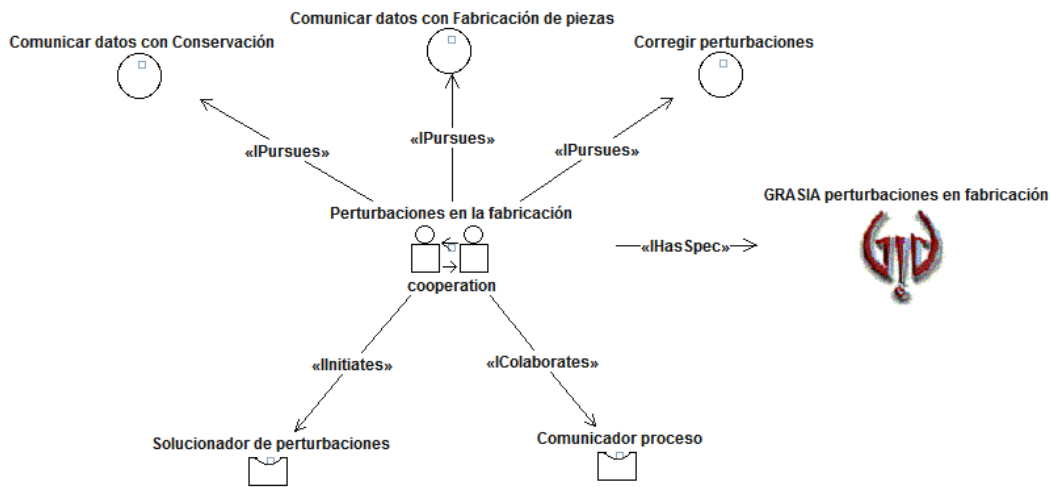 Comunicar datos con Fabricación de piezas
Comunicar datos con Conservación
Corregir perturbaciones
«IPursues»
«IPursues»
«IPursues»
GRASIA perturbaciones en fabricación
Perturbaciones en la fabricación
«IHasSpec»
cooperation
«IInitiates»
«IColaborates»
Solucionador de perturbaciones
Comunicador proceso